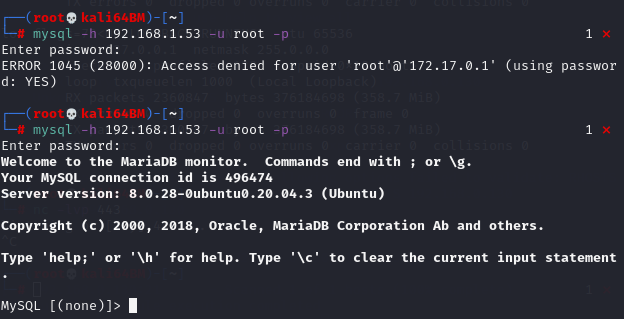 ┌──(root💀kali64BM)-[~]
└─# mysql -h 192.168.1.53 -u root -p 1 ⨯
Enter password:
ERROR 1045 (28000): Access denied for user 'root'@'172.17.0.1' (using passwor
d: YES)
┌──(root💀kali64BM)-[~]
└─# mysql -h 192.168.1.53 -u root -p 1 ⨯
Enter password:
Welcome to the MariaDB monitor.  Commands end with ; or \g.
Your MySQL connection id is 496474
Server version: 8.0.28-0ubuntu0.20.04.3 (Ubuntu)
Copyright (c) 2000, 2018, Oracle, MariaDB Corporation Ab and others.
Type 'help;' or '\h' for help. Type '\c' to clear the current input statement
.
MySQL [(none)]>